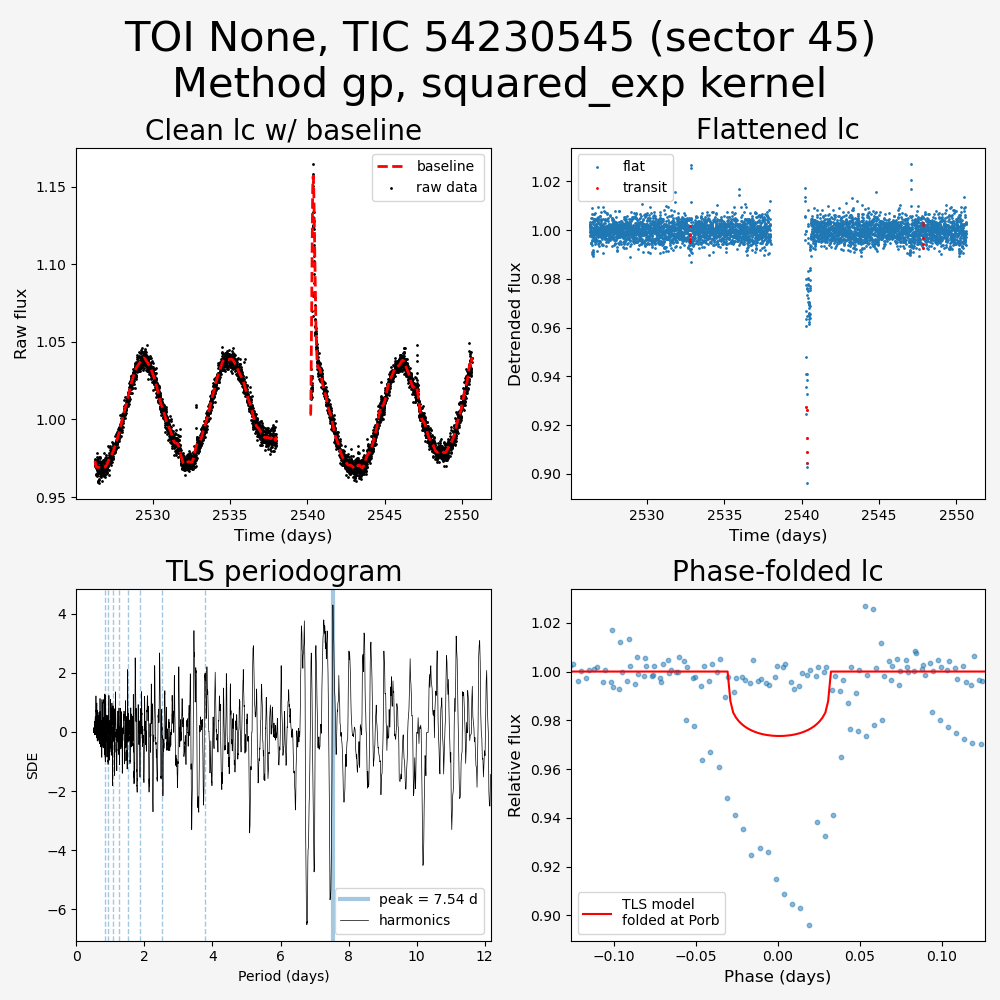 TOI None, TIC 54230545 (sector 45)
Method gp, squared_exp kernel
Clean lc w/ baseline
baseline
raw data
1.15
1.10
1.05
1.00
0.95
Raw flux
2530
2535
2540
2545
2550
Time (days)
Flattened lc
flat
transit
1.02
1.00
0.98
0.96
0.94
0.92
0.90
Detrended flux
2530
2535
2540
2545
2550
Time (days)
TLS periodogram
4
2
0
−2
−4
−6
SDE
peak = 7.54 d
harmonics
0
2
4
6
8
10
12
Period (days)
Phase-folded lc
1.02
1.00
0.98
0.96
0.94
0.92
0.90
Relative flux
TLS model
folded at Porb
−0.10
−0.05
0.00
0.05
0.10
Phase (days)